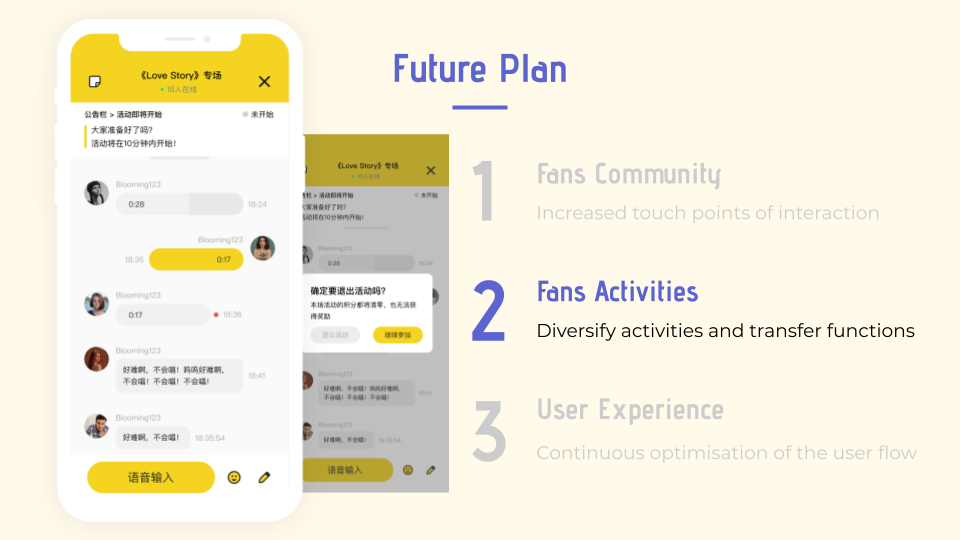 Future Plan
《Love Story》专场
18人在线
公告栏 > 活动即将开始
未开始
大家准备好了吗?
活动将在10分钟内开始!
Blooming123
0:28
18:24
Blooming123
18:35
0:17
Blooming123
0:17
18:36
Blooming123
好难啊，不会唱！呜呜好难啊，
不会唱！不会唱！不会唱！
18:41
Blooming123
好难啊，不会唱！
18:35:54
语音输入
《Love Story》专场
18人在线
告栏 > 活动即将开始
未开始
大家准备好了吗?
活动将在10分钟内开始!
Blooming123
0:28
18:24
确定要退出活动吗?
本场活动的积分都将清零，也无法获
得奖励
退出活动
继续参加
好难啊，不会唱！呜呜好难啊，
不会唱！不会唱！不会唱！
18:41
Blooming123
好难啊，不会唱！
18:35:54
语音输入
1
Fans Community
Increased touch points of interaction
2
Fans Activities
Diversify activities and transfer functions
3
User Experience
Continuous optimisation of the user flow